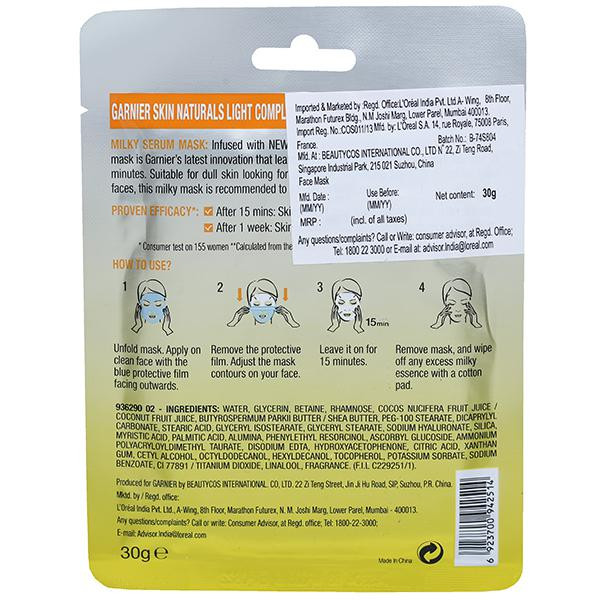 GARNIER SKIN NATURALS LIGHT COMPL
MILKY SERUM MASK: Infused with NEW
mask is Garnier's latest innovation that lea
minutes. Suitable for dull skin looking for
faces, this milky mask is recommended to
PROVEN EFFICACY*: After 15 mins: Ski
After 1 week: Skin
* Consumer test on 155 women **Calculated from the
Imported & Marketed by :Regd. Office:L'Oréal India Pvt. Ltd.A- Wing, 8th Floor,
Marathon Futurex Bldg., N.M Joshi Marg, Lower Parel, Mumbai 400013.
Import Reg. No.:COS011/13 Mfd. by: L'Oréal S.A. 14, rue Royale, 75008 Paris,
France.
Batch No.: B-74S804
Mfd. At : BEAUTYCOS INTERNATIONAL CO., LTD N° 22, Zi Teng Road,
Singapore Industrial Park, 215 021 Suzhou, China
Face Mask
Mfd. Date : Use Before: Net content: 30g
(MM/YY) (MM/YY)
MRP : (incl. of all taxes)
Any questions/complaints? Call or Write: consumer advisor, at Regd. Office;
Tel: 1800 22 3000 or E-mail at: advisor.India@loreal.com
HOW TO USE?
1 2 3 4
15min
Unfold mask. Apply on
clean face with the
blue protective film
facing outwards.
Remove the protective
film. Adjust the mask
contours on your face.
Leave it on for
15 minutes.
Remove mask, and wipe
off any excess milky
essence with a cotton
pad.
936290 02 - INGREDIENTS: WATER, GLYCERIN, BETAINE, RHAMNOSE, COCOS NUCIFERA FRUIT JUICE /
COCONUT FRUIT JUICE, BUTYROSPERMUM PARKII BUTTER / SHEA BUTTER, PEG-100 STEARATE, DICAPRYLYL
CARBONATE, STEARIC ACID, GLYCERYL ISOSTEARATE, GLYCERYL STEARATE, SODIUM HYALURONATE, SILICA,
MYRISTIC ACID, PALMITIC ACID, ALUMINA, PHENYLETHYL RESORCINOL, ASCORBYL GLUCOSIDE, AMMONIUM
POLYACRYLOYLDIMETHYL TAURATE, DISODIUM EDTA, HYDROXYACETOPHENONE, CITRIC ACID, XANTHAN
GUM, CETYL ALCOHOL, OCTYLDODECANOL, HEXYLDECANOL, TOCOPHEROL, POTASSIUM SORBATE, SODIUM
BENZOATE, CI 77891 / TITANIUM DIOXIDE, LINALOOL, FRAGRANCE. (F.I.L C229251/1).
Produced for GARNIER by BEAUTYCOS INTERNATIONAL. CO, LTD, 22 Zi Teng Street, Jin Ji Hu Road, SIP, Suzhou, P.R. China.
Mktd. by / Regd. office:
L'Oréal India Pvt. Ltd., A-Wing, 8th Floor, Marathon Futurex, N. M. Joshi Marg, Lower Parel, Mumbai - 400013.
Any questions/complaints? Call or write: Consumer Advisor, at Regd. office; Tel: 1800-22-3000;
E-mail: Advisor.India@loreal.com
30g ℮
Made In China
6 923700 942514